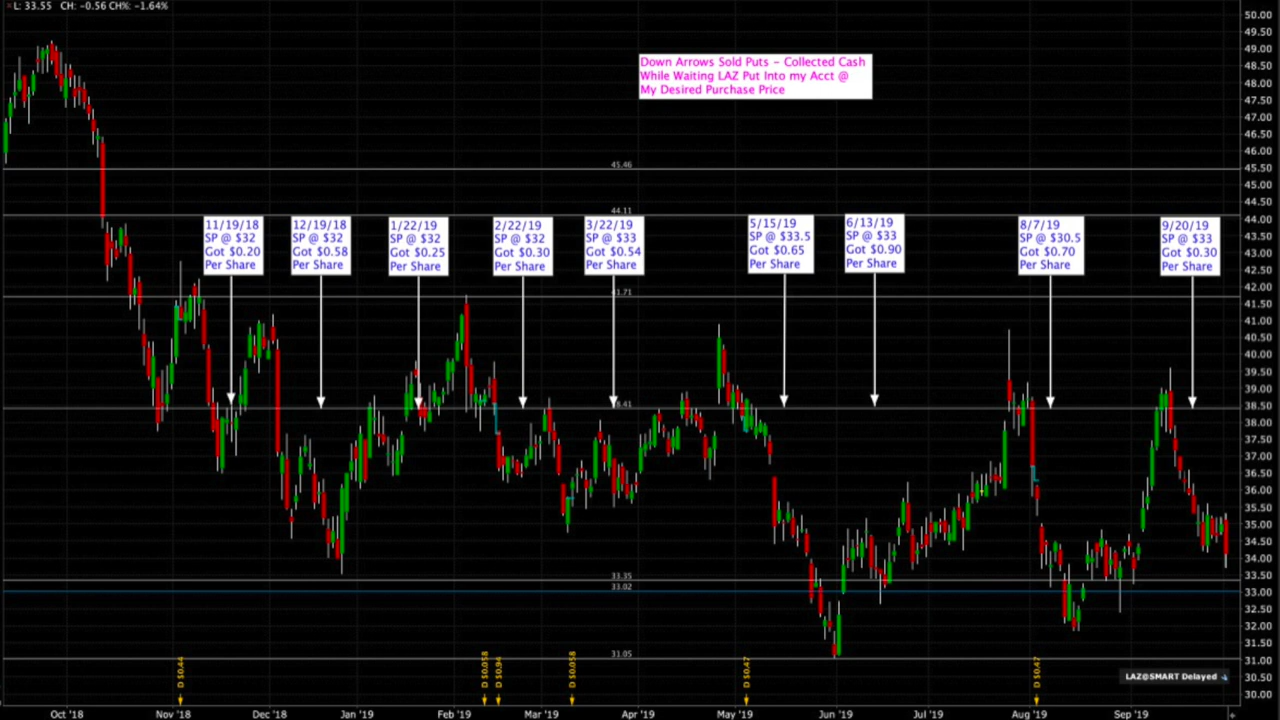 L: 33.55 CH: -0.56 CH%: -1.64%
Down Arrows Sold Puts - Collected Cash
While Waiting LAZ Put Into my Acct @
My Desired Purchase Price
45.46
44.11
11/19/18
SP @ $32
Got $0.20
Per Share
12/19/18
SP @ $32
Got $0.58
Per Share
1/22/19
SP @ $32
Got $0.25
Per Share
2/22/19
SP @ $32
Got $0.30
Per Share
3/22/19
SP @ $33
Got $0.54
Per Share
5/15/19
SP @ $33.5
Got $0.65
Per Share
6/13/19
SP @ $33
Got $0.90
Per Share
8/7/19
SP @ $30.5
Got $0.70
Per Share
9/20/19
SP @ $33
Got $0.30
Per Share
33.35
33.02
31.05
D $0.44
D $0.058
D $0.94
D $0.058
D $0.47
D $0.47
LAZ@SMART Delayed
50.00
49.50
49.00
48.50
48.00
47.50
47.00
46.50
46.00
45.50
45.00
44.50
44.00
43.50
43.00
42.50
42.00
41.50
41.00
40.50
40.00
39.50
39.00
38.50
38.00
37.50
37.00
36.50
36.00
35.50
35.00
34.50
34.00
33.50
33.00
32.50
32.00
31.50
31.00
30.50
30.00
Oct '18 Nov '18 Dec '18 Jan '19 Feb '19 Mar '19 Apr '19 May '19 Jun '19 Jul '19 Aug '19 Sep '19